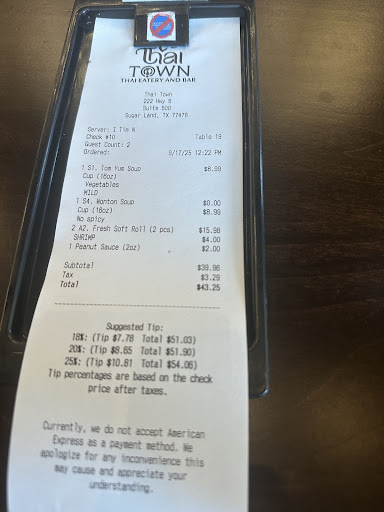 Thai
TOWN
THAI EATERY AND BAR
Thai Town
222 Hwy 6
Suite 500
Sugar Land, TX 77478
Server: I Tim W
Check #10 Table 19
Guest Count: 2
Ordered: 9/17/25 12:22 PM
1 S1. Tom Yum Soup $8.99
Cup (16oz)
Vegetables
MILD
1 S4. Wonton Soup $0.00
Cup (16oz) $8.99
No spicy
2 A2. Fresh Soft Roll (2 pcs) $15.98
SHRIMP $4.00
1 Peanut Sauce (2oz) $2.00
Subtotal $39.96
Tax $3.29
Total $43.25
Suggested Tip:
18%: (Tip $7.78 Total $51.03)
20%: (Tip $8.65 Total $51.90)
25%: (Tip $10.81 Total $54.06)
Tip percentages are based on the check
price after taxes.
Currently, we do not accept American
Express as a payment method. We
apologize for any inconvenience this
may cause and appreciate your
understanding.